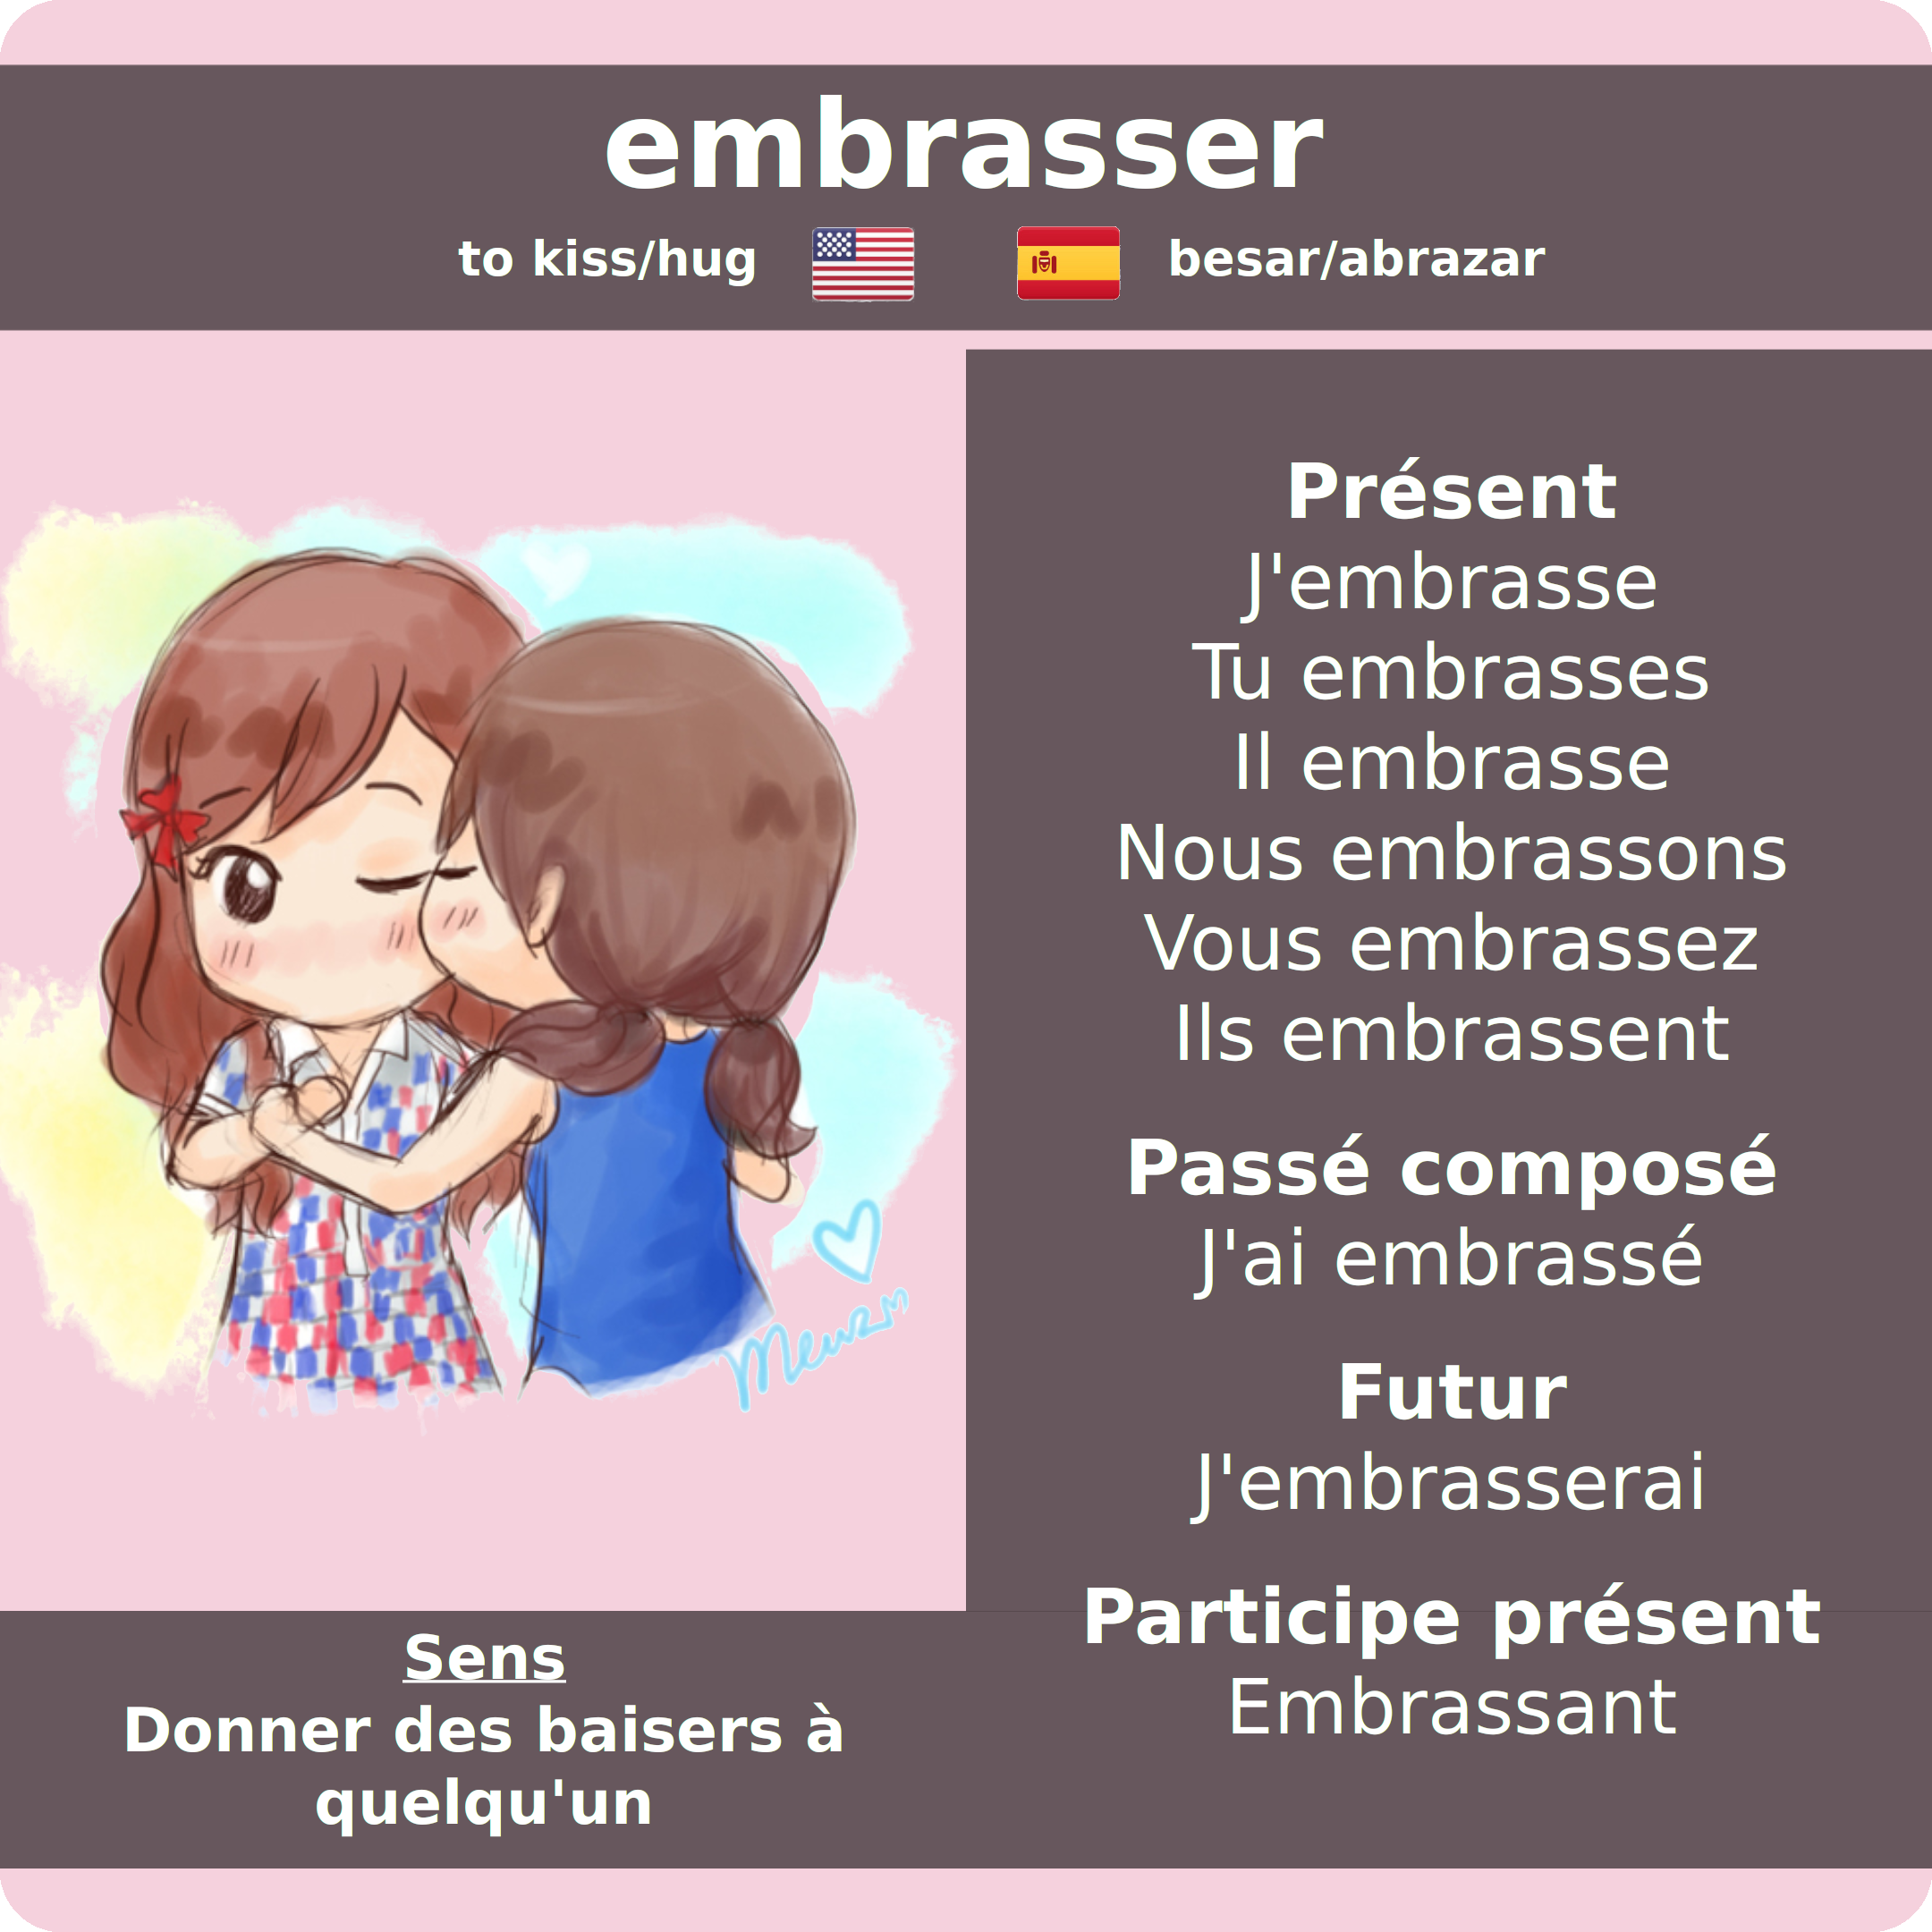 embrasser
to kiss/hug besar/abrazar
Présent
J'embrasse
Tu embrasses
Il embrasse
Nous embrassons
Vous embrassez
Ils embrassent
Passé composé
J'ai embrassé
Futur
J'embrasserai
Participe présent
Embrassant
Sens
Donner des baisers à
quelqu'un